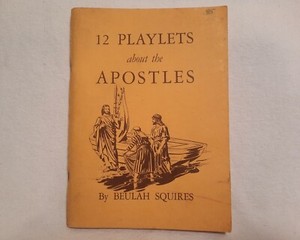 12 PLAYLETS
about the
APOSTLES
By BEULAH SQUIRES